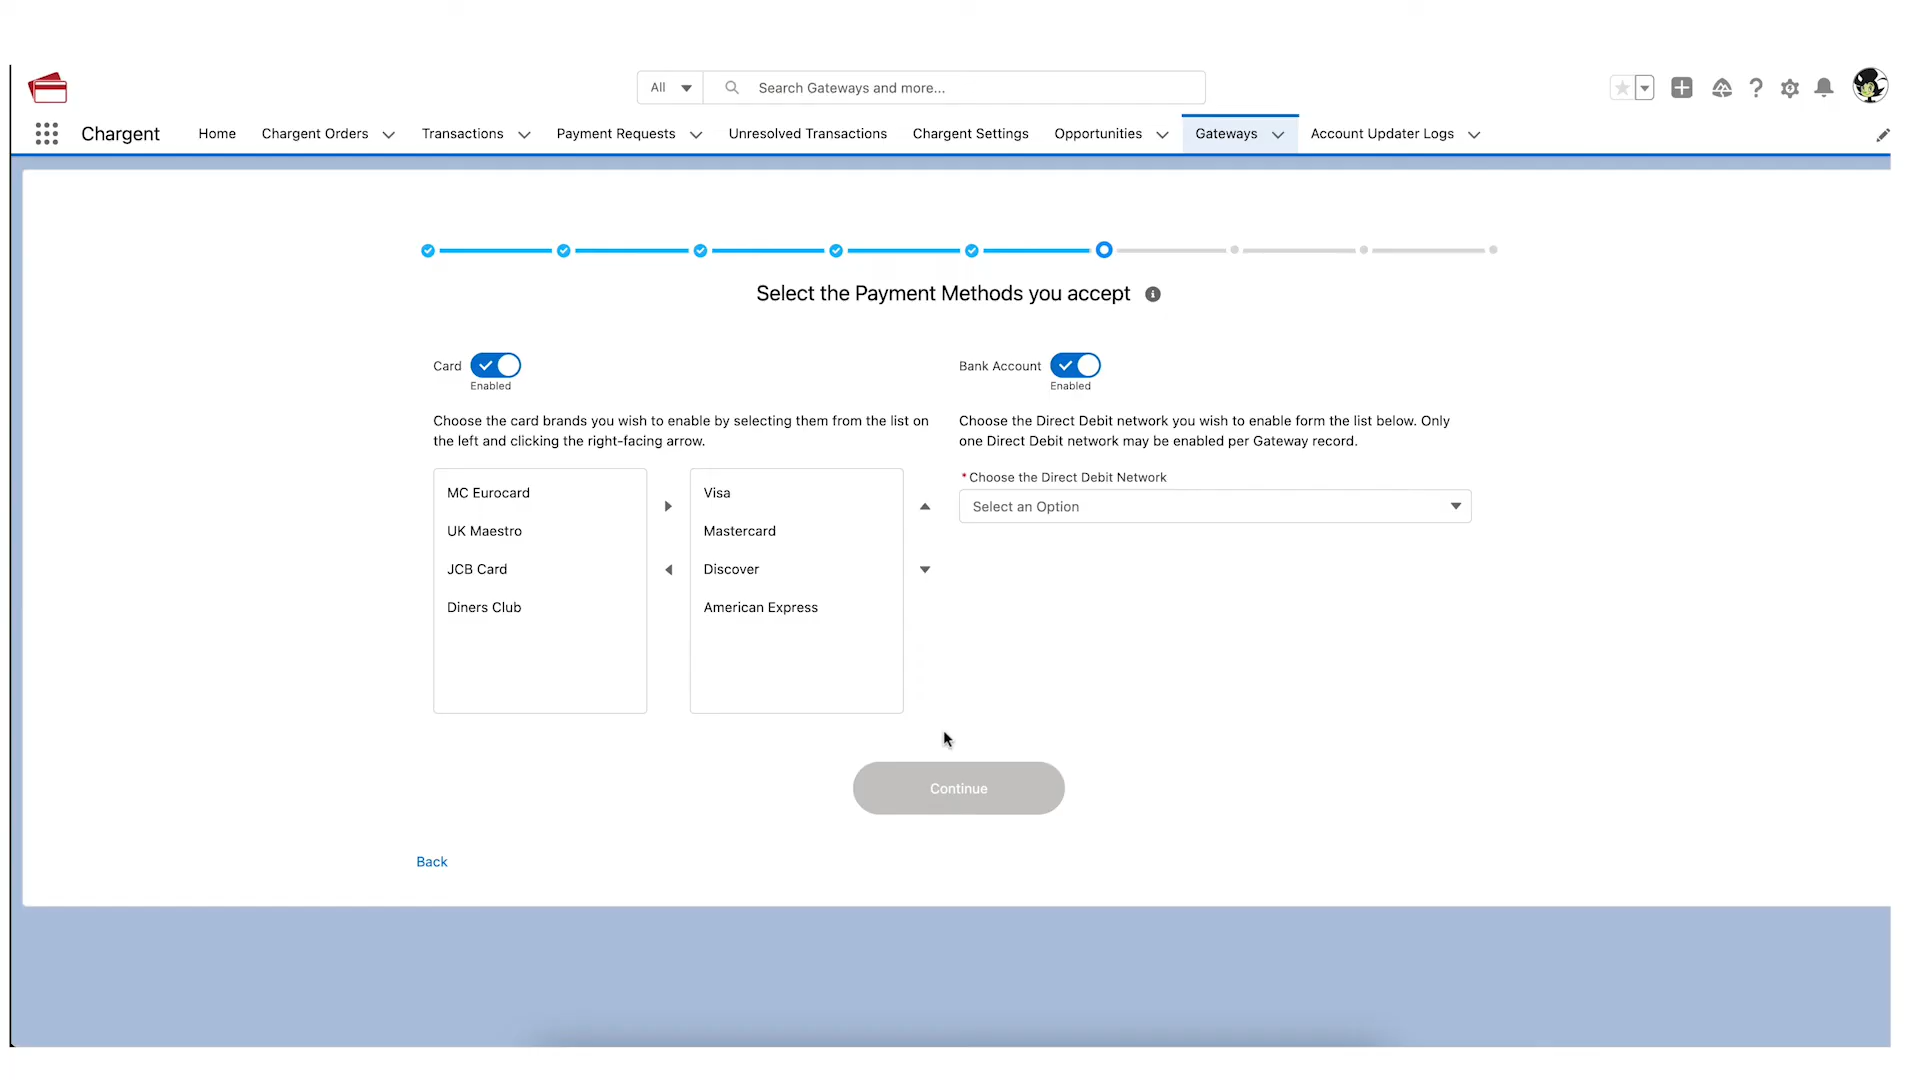 All
Search Gateways and more...
Chargent
Home
Chargent Orders
Transactions
Payment Requests
Unresolved Transactions
Chargent Settings
Opportunities
Gateways
Account Updater Logs
Select the Payment Methods you accept
Card
Enabled
Choose the card brands you wish to enable by selecting them from the list on
the left and clicking the right-facing arrow.
MC Eurocard
UK Maestro
JCB Card
Diners Club
Visa
Mastercard
Discover
American Express
Bank Account
Enabled
Choose the Direct Debit network you wish to enable form the list below. Only
one Direct Debit network may be enabled per Gateway record.
*Choose the Direct Debit Network
Select an Option
Continue
Back